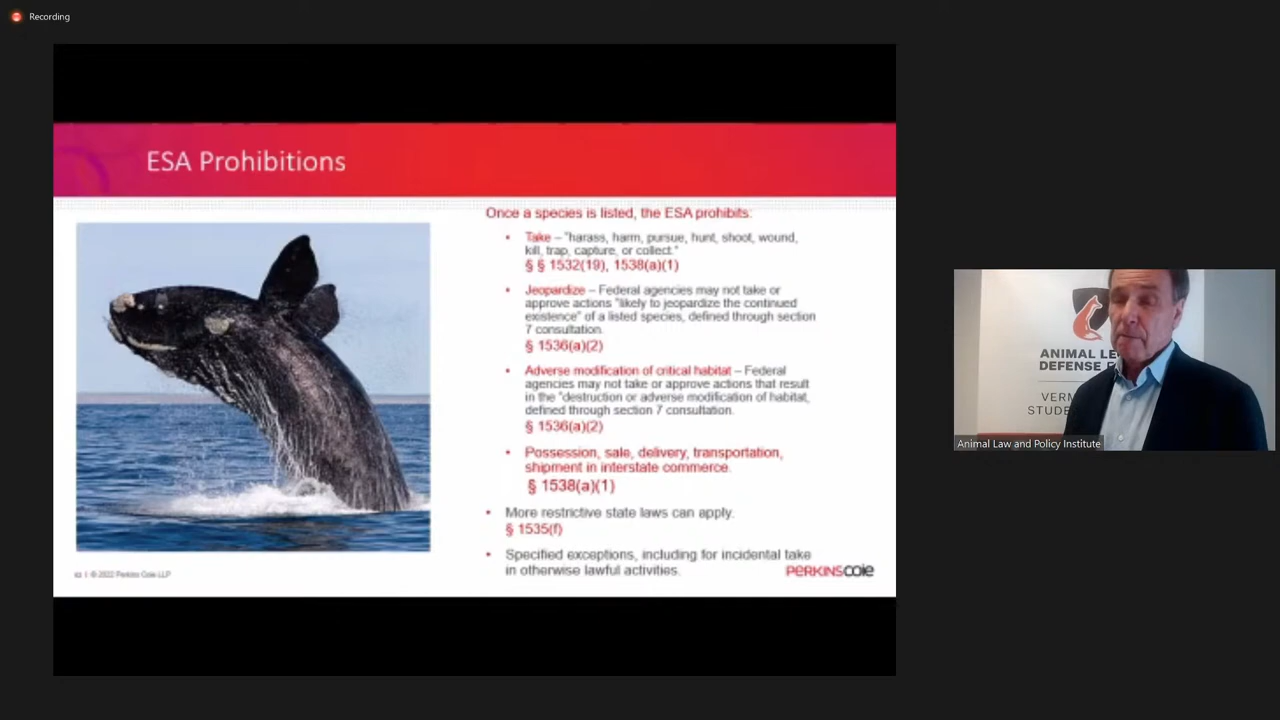 Recording
ESA Prohibitions
Once a species is listed, the ESA prohibits:
• Take – "harass, harm, pursue, hunt, shoot, wound,
kill, trap, capture, or collect."
§ § 1532(19), 1538(a)(1)
• Jeopardize – Federal agencies may not take or
approve actions "likely to jeopardize the continued
existence" of a listed species, defined through section
7 consultation.
§ 1536(a)(2)
• Adverse modification of critical habitat – Federal
agencies may not take or approve actions that result
in the "destruction or adverse modification of habitat,
defined through section 7 consultation.
§ 1536(a)(2)
• Possession, sale, delivery, transportation,
shipment in interstate commerce.
§ 1538(a)(1)
• More restrictive state laws can apply.
§ 1535(f)
• Specified exceptions, including for incidental take
in otherwise lawful activities.
| © 2022 Perkins Coie LLP
PERKINSCOIE
ANIMAL LE
DEFENSE F
VERM
STUDE
Animal Law and Policy Institute